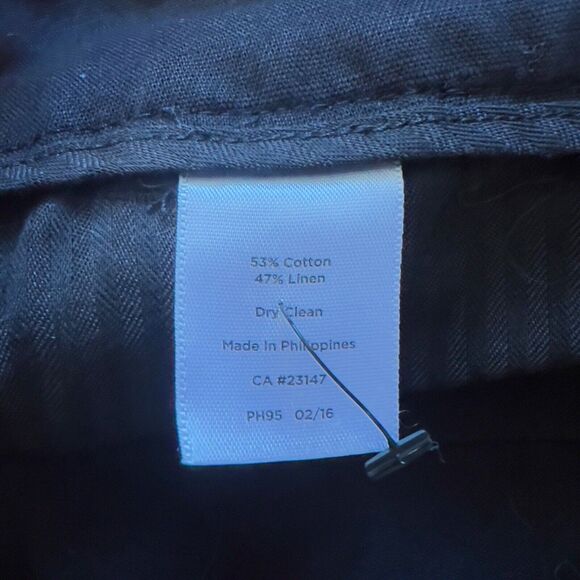 53% Cotton
47% Linen
Dry Clean
Made In Philippines
CA #23147
PH95 02/16